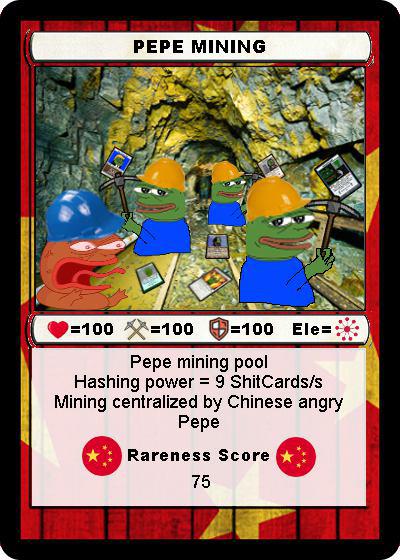 PEPE MINING
=100 =100 =100 Ele=
Pepe mining pool
Hashing power = 9 ShitCards/s
Mining centralized by Chinese angry
Pepe
Rareness Score
75